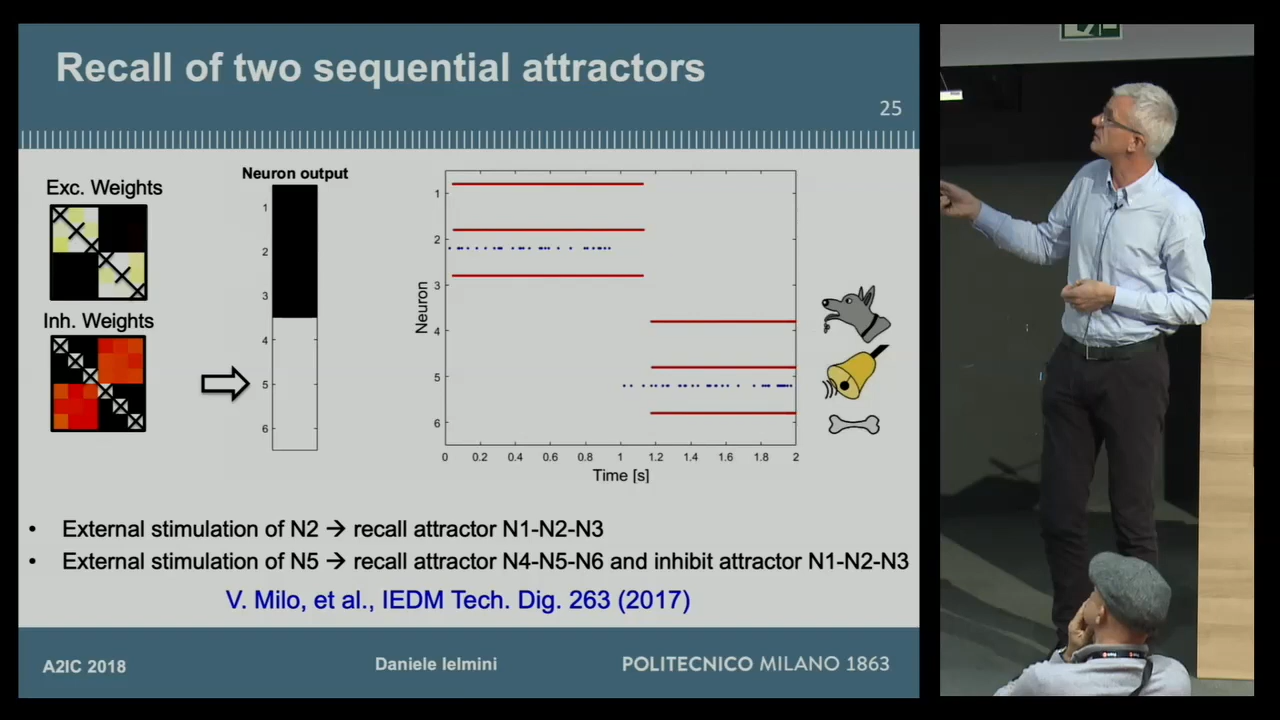 Recall of two sequential attractors
25
Exc. Weights
Inh. Weights
Neuron output
1
2
3
4
5
6
Neuron
1
2
3
4
5
6
0 0.2 0.4 0.6 0.8 1 1.2 1.4 1.6 1.8 2
Time [s]
• External stimulation of N2 → recall attractor N1-N2-N3
• External stimulation of N5 → recall attractor N4-N5-N6 and inhibit attractor N1-N2-N3
V. Milo, et al., IEDM Tech. Dig. 263 (2017)
A2IC 2018
Daniele Ielmini
POLITECNICO MILANO 1863